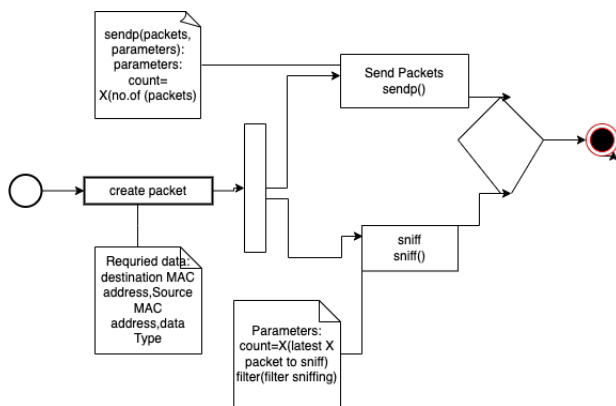 sendp(packets,
parameters):
parameters:
count=
X(no.of (packets)
Send Packets
sendp()
create packet
Requried data:
destination MAC
address,Source
MAC
address,data
Type
sniff
sniff()
Parameters:
count=X(latest X
packet to sniff)
filter(filter sniffing)